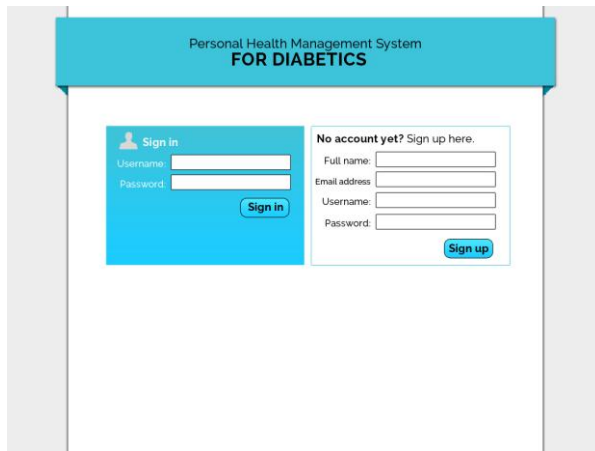 Personal Health Management System
FOR DIABETICS
Sign in
Username:
Password:
Sign in
No account yet? Sign up here.
Full name:
Email address
Username:
Password:
Sign up